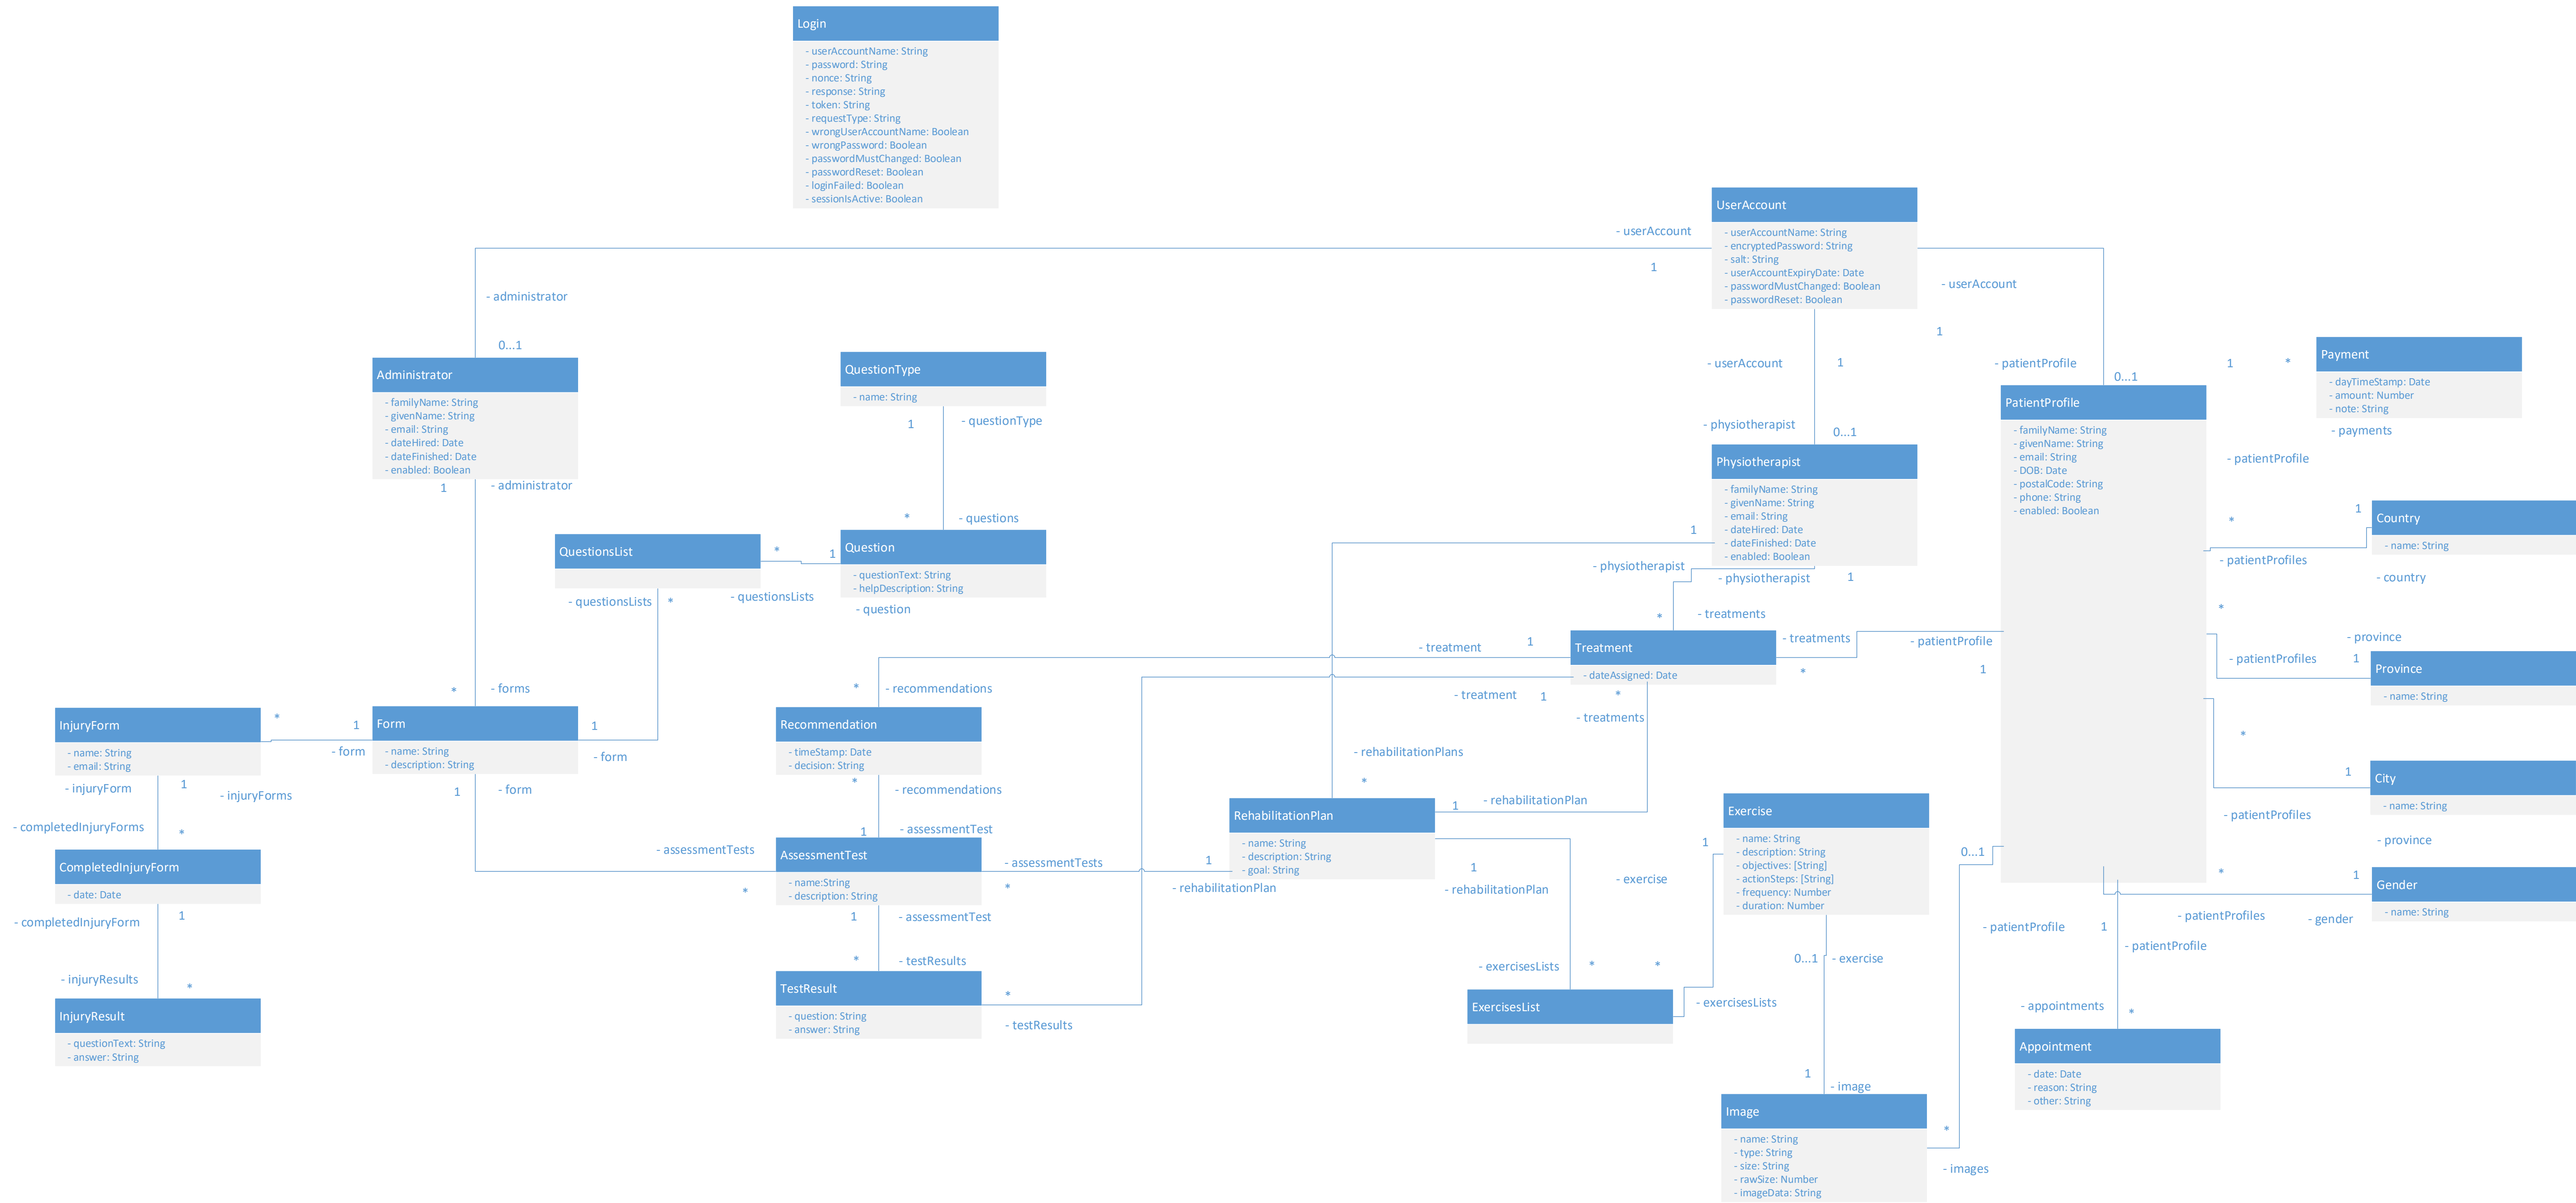 Login
- userAccountName: String
- password: String
- nonce: String
- response: String
- token: String
- requestType: String
- wrongUserAccountName: Boolean
- wrongPassword: Boolean
- passwordMustChanged: Boolean
- passwordReset: Boolean
- loginFailed: Boolean
- sessionIsActive: Boolean
UserAccount
- userAccountName: String
- encryptedPassword: String
- salt: String
- userAccountExpiryDate: Date
- passwordMustChanged: Boolean
- passwordReset: Boolean
- userAccount
1
- administrator
0...1
- userAccount
1
- patientProfile
0...1
- userAccount
1
- physiotherapist
0...1
Administrator
- familyName: String
- givenName: String
- email: String
- dateHired: Date
- dateFinished: Date
- enabled: Boolean
1
- administrator
QuestionType
- name: String
1
- questionType
*
- questions
Question
- questionText: String
- helpDescription: String
- question
QuestionsList
*
1
- questionsLists
*
- questionsLists
Physiotherapist
- familyName: String
- givenName: String
- email: String
- dateHired: Date
- dateFinished: Date
- enabled: Boolean
1
- physiotherapist
- physiotherapist
1
*
- treatments
PatientProfile
- familyName: String
- givenName: String
- email: String
- DOB: Date
- postalCode: String
- phone: String
- enabled: Boolean
1
*
Payment
- dayTimeStamp: Date
- amount: Number
- note: String
- payments
- patientProfile
*
1
Country
- name: String
- patientProfiles
- country
*
- province
- patientProfiles
1
Province
- name: String
*
1
City
- name: String
- patientProfiles
- province
*
1
Gender
- name: String
- patientProfiles
- gender
Treatment
- dateAssigned: Date
- treatment
1
- treatments
*
- patientProfile
1
- treatment
1
*
- treatments
*
- forms
Form
- name: String
- description: String
1
- form
1
- form
1
- form
InjuryForm
- name: String
- email: String
*
- injuryForms
- injuryForm
1
- completedInjuryForms
*
CompletedInjuryForm
- date: Date
- completedInjuryForm
1
- injuryResults
*
InjuryResult
- questionText: String
- answer: String
*
- recommendations
Recommendation
- timeStamp: Date
- decision: String
*
- recommendations
1
- assessmentTest
- assessmentTests
*
AssessmentTest
- name:String
- description: String
- assessmentTests
*
1
- rehabilitationPlan
1
- assessmentTest
*
- testResults
TestResult
- question: String
- answer: String
*
- testResults
- rehabilitationPlans
*
RehabilitationPlan
- name: String
- description: String
- goal: String
1
- rehabilitationPlan
1
- rehabilitationPlan
- exercisesLists
*
*
ExercisesList
- exercisesLists
Exercise
- name: String
- description: String
- objectives: [String]
- actionSteps: [String]
- frequency: Number
- duration: Number
1
- exercise
0...1
- exercise
1
- image
Image
- name: String
- type: String
- size: String
- rawSize: Number
- imageData: String
*
- images
0...1
- patientProfile
1
- patientProfile
- appointments
*
Appointment
- date: Date
- reason: String
- other: String